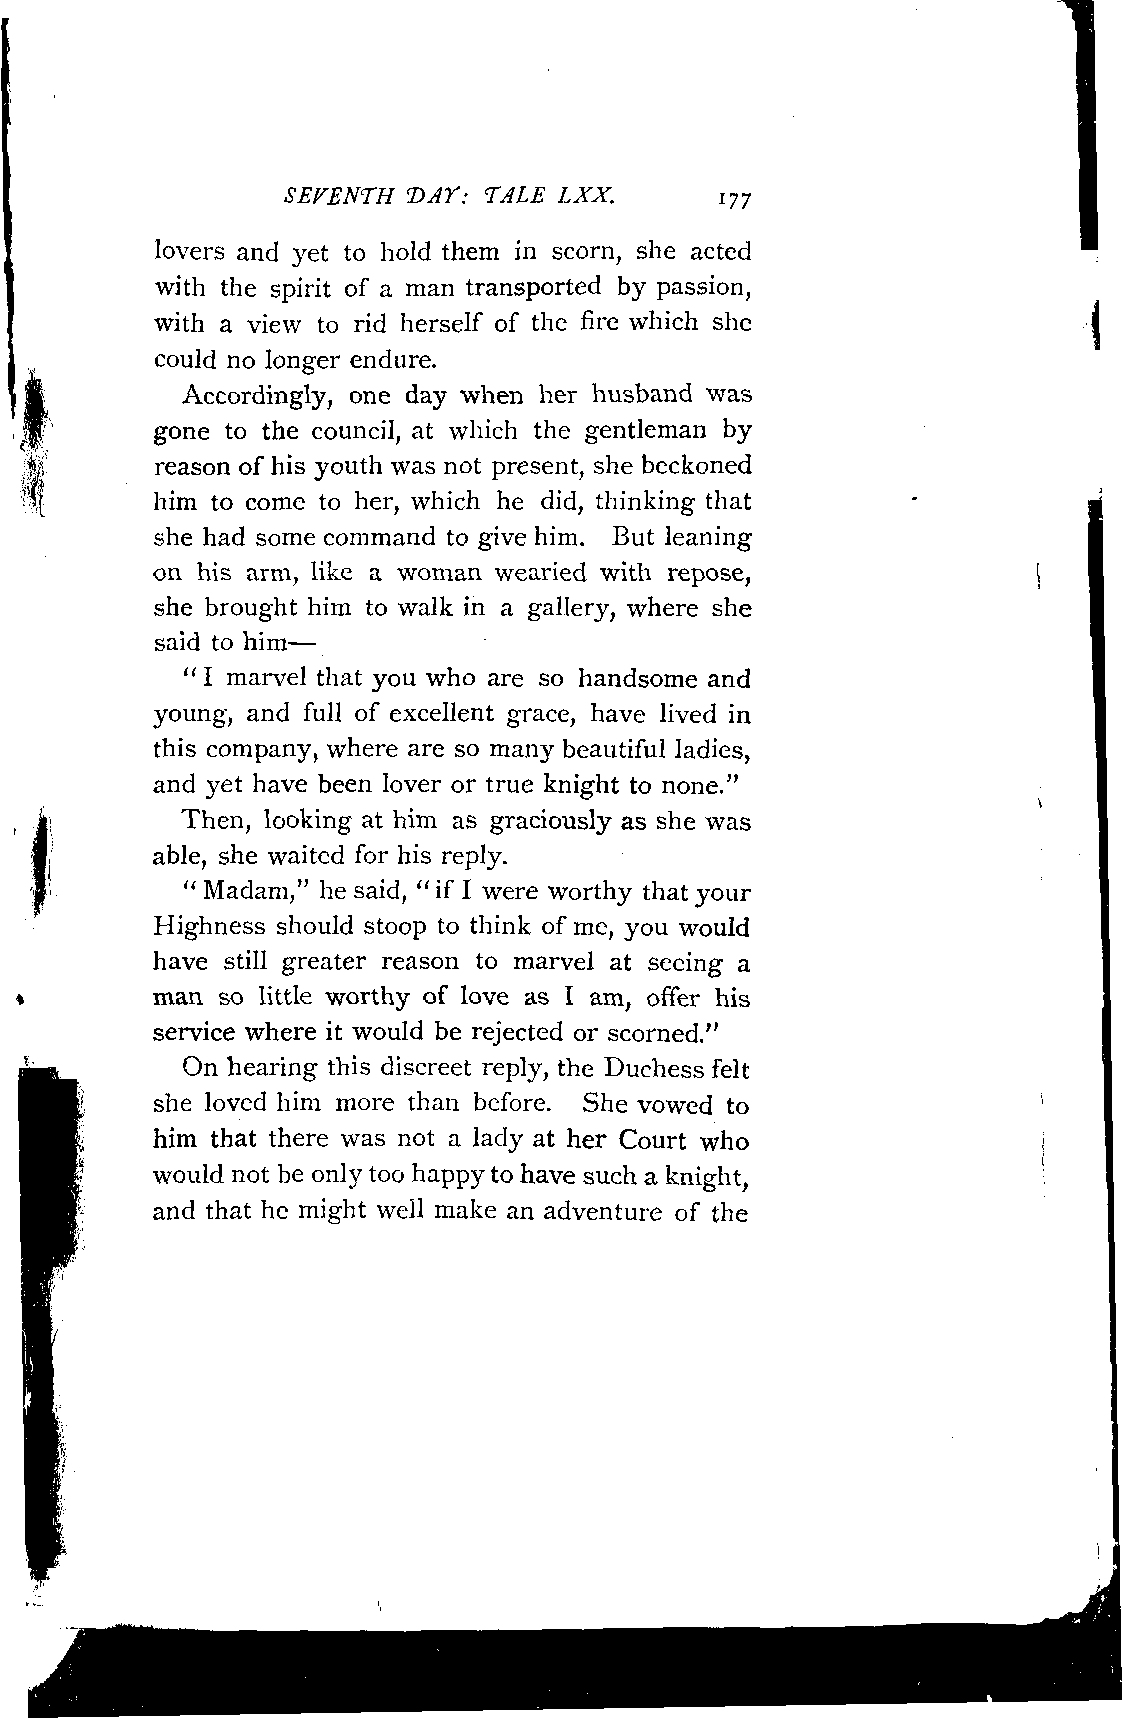 SEVENTH DAY: TALE LXX. 177
lovers and yet to hold them in scorn, she acted
with the spirit of a man transported by passion,
with a view to rid herself of the fire which she
could no longer endure.
Accordingly, one day when her husband was
gone to the council, at which the gentleman by
reason of his youth was not present, she beckoned
him to come to her, which he did, thinking that
she had some command to give him. But leaning
on his arm, like a woman wearied with repose,
she brought him to walk in a gallery, where she
said to him—
“I marvel that you who are so handsome and
young, and full of excellent grace, have lived in
this company, where are so many beautiful ladies,
and yet have been lover or true knight to none.”
Then, looking at him as graciously as she was
able, she waited for his reply.
“Madam,” he said, “if I were worthy that your
Highness should stoop to think of me, you would
have still greater reason to marvel at seeing a
man so little worthy of love as I am, offer his
service where it would be rejected or scorned.”
On hearing this discreet reply, the Duchess felt
she loved him more than before. She vowed to
him that there was not a lady at her Court who
would not be only too happy to have such a knight,
and that he might well make an adventure of the